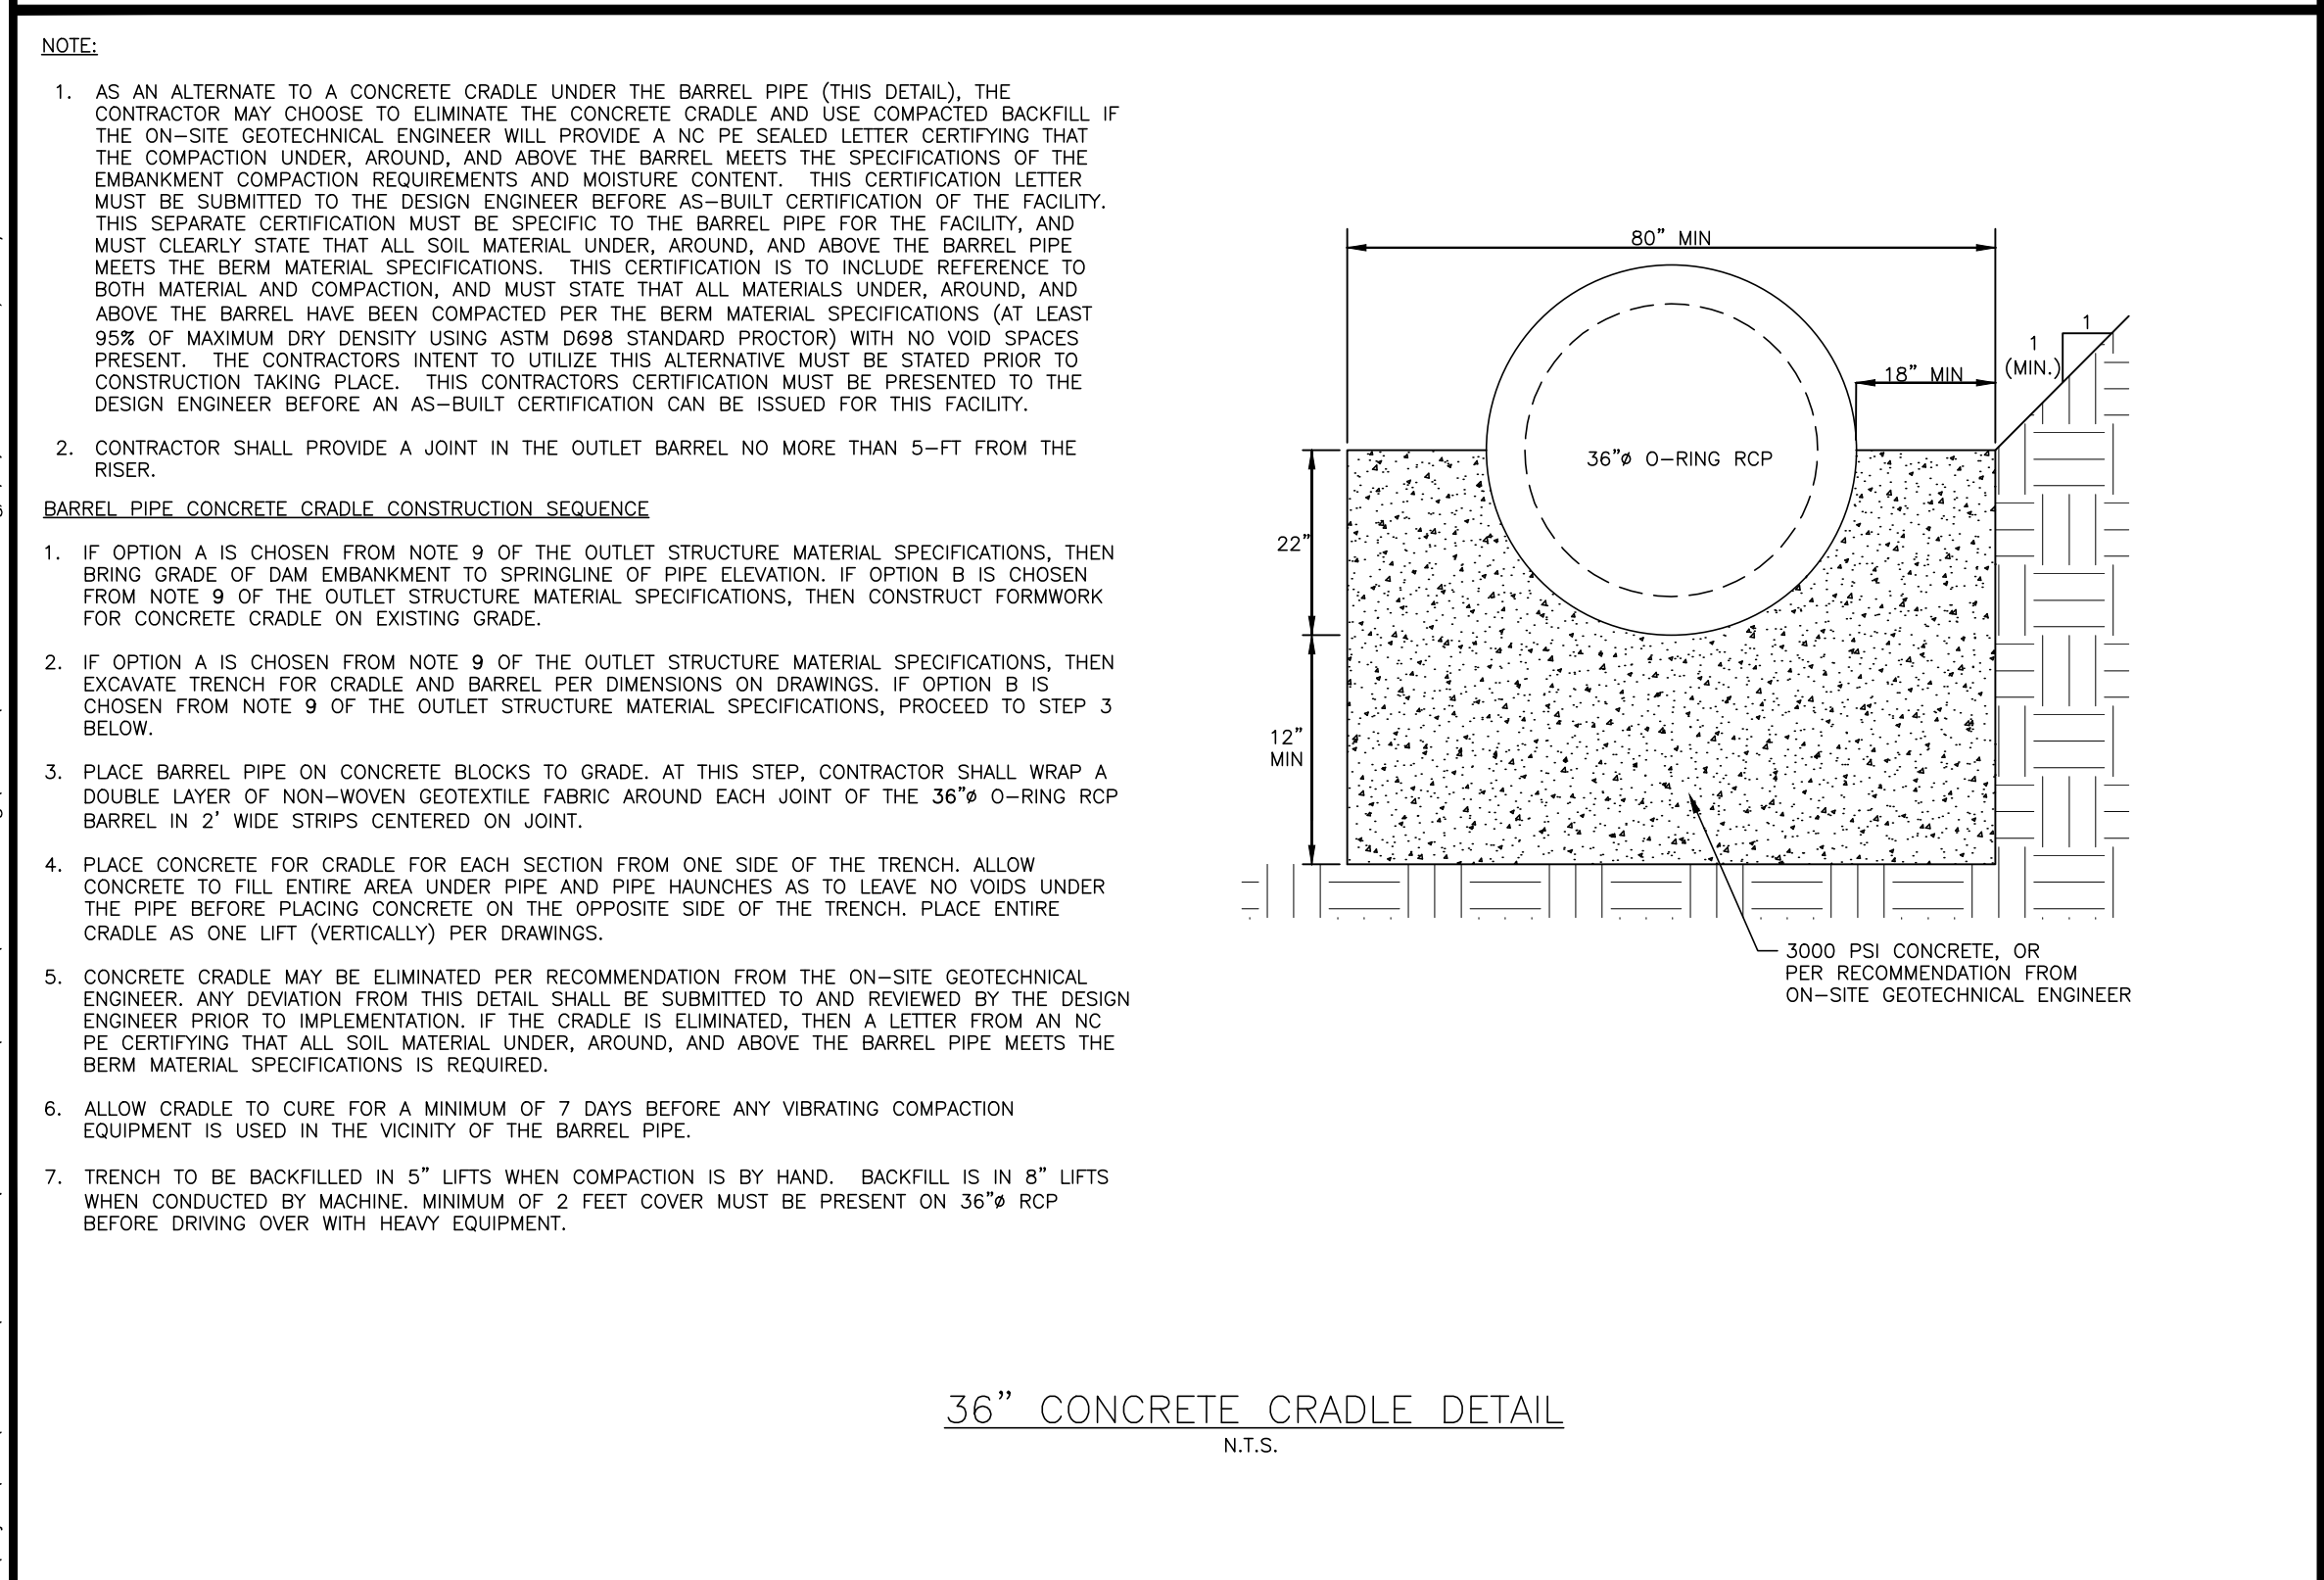 NOTE:
1. AS AN ALTERNATE TO A CONCRETE CRADLE UNDER THE BARREL PIPE (THIS DETAIL), THE
CONTRACTOR MAY CHOOSE TO ELIMINATE THE CONCRETE CRADLE AND USE COMPACTED BACKFILL IF
THE ON-SITE GEOTECHNICAL ENGINEER WILL PROVIDE A NC PE SEALED LETTER CERTIFYING THAT
THE COMPACTION UNDER, AROUND, AND ABOVE THE BARREL MEETS THE SPECIFICATIONS OF THE
EMBANKMENT COMPACTION REQUIREMENTS AND MOISTURE CONTENT. THIS CERTIFICATION LETTER
MUST BE SUBMITTED TO THE DESIGN ENGINEER BEFORE AS-BUILT CERTIFICATION OF THE FACILITY.
THIS SEPARATE CERTIFICATION MUST BE SPECIFIC TO THE BARREL PIPE FOR THE FACILITY, AND
MUST CLEARLY STATE THAT ALL SOIL MATERIAL UNDER, AROUND, AND ABOVE THE BARREL PIPE
MEETS THE BERM MATERIAL SPECIFICATIONS. THIS CERTIFICATION IS TO INCLUDE REFERENCE TO
BOTH MATERIAL AND COMPACTION, AND MUST STATE THAT ALL MATERIALS UNDER, AROUND, AND
ABOVE THE BARREL HAVE BEEN COMPACTED PER THE BERM MATERIAL SPECIFICATIONS (AT LEAST
95% OF MAXIMUM DRY DENSITY USING ASTM D698 STANDARD PROCTOR) WITH NO VOID SPACES
PRESENT. THE CONTRACTORS INTENT TO UTILIZE THIS ALTERNATIVE MUST BE STATED PRIOR TO
CONSTRUCTION TAKING PLACE. THIS CONTRACTORS CERTIFICATION MUST BE PRESENTED TO THE
DESIGN ENGINEER BEFORE AN AS-BUILT CERTIFICATION CAN BE ISSUED FOR THIS FACILITY.
2. CONTRACTOR SHALL PROVIDE A JOINT IN THE OUTLET BARREL NO MORE THAN 5-FT FROM THE
RISER.
BARREL PIPE CONCRETE CRADLE CONSTRUCTION SEQUENCE
1. IF OPTION A IS CHOSEN FROM NOTE 9 OF THE OUTLET STRUCTURE MATERIAL SPECIFICATIONS, THEN
BRING GRADE OF DAM EMBANKMENT TO SPRINGLINE OF PIPE ELEVATION. IF OPTION B IS CHOSEN
FROM NOTE 9 OF THE OUTLET STRUCTURE MATERIAL SPECIFICATIONS, THEN CONSTRUCT FORMWORK
FOR CONCRETE CRADLE ON EXISTING GRADE.
2. IF OPTION A IS CHOSEN FROM NOTE 9 OF THE OUTLET STRUCTURE MATERIAL SPECIFICATIONS, THEN
EXCAVATE TRENCH FOR CRADLE AND BARREL PER DIMENSIONS ON DRAWINGS. IF OPTION B IS
CHOSEN FROM NOTE 9 OF THE OUTLET STRUCTURE MATERIAL SPECIFICATIONS, PROCEED TO STEP 3
BELOW.
3. PLACE BARREL PIPE ON CONCRETE BLOCKS TO GRADE. AT THIS STEP, CONTRACTOR SHALL WRAP A
DOUBLE LAYER OF NON-WOVEN GEOTEXTILE FABRIC AROUND EACH JOINT OF THE 36"ø O-RING RCP
BARREL IN 2' WIDE STRIPS CENTERED ON JOINT.
4. PLACE CONCRETE FOR CRADLE FOR EACH SECTION FROM ONE SIDE OF THE TRENCH. ALLOW
CONCRETE TO FILL ENTIRE AREA UNDER PIPE AND PIPE HAUNCHES AS TO LEAVE NO VOIDS UNDER
THE PIPE BEFORE PLACING CONCRETE ON THE OPPOSITE SIDE OF THE TRENCH. PLACE ENTIRE
CRADLE AS ONE LIFT (VERTICALLY) PER DRAWINGS.
5. CONCRETE CRADLE MAY BE ELIMINATED PER RECOMMENDATION FROM THE ON-SITE GEOTECHNICAL
ENGINEER. ANY DEVIATION FROM THIS DETAIL SHALL BE SUBMITTED TO AND REVIEWED BY THE DESIGN
ENGINEER PRIOR TO IMPLEMENTATION. IF THE CRADLE IS ELIMINATED, THEN A LETTER FROM AN NC
PE CERTIFYING THAT ALL SOIL MATERIAL UNDER, AROUND, AND ABOVE THE BARREL PIPE MEETS THE
BERM MATERIAL SPECIFICATIONS IS REQUIRED.
6. ALLOW CRADLE TO CURE FOR A MINIMUM OF 7 DAYS BEFORE ANY VIBRATING COMPACTION
EQUIPMENT IS USED IN THE VICINITY OF THE BARREL PIPE.
7. TRENCH TO BE BACKFILLED IN 5" LIFTS WHEN COMPACTION IS BY HAND. BACKFILL IS IN 8" LIFTS
WHEN CONDUCTED BY MACHINE. MINIMUM OF 2 FEET COVER MUST BE PRESENT ON 36"ø RCP
BEFORE DRIVING OVER WITH HEAVY EQUIPMENT.
80" MIN
1
1
(MIN.)
18" MIN
36"ø O-RING RCP
22"
12"
MIN
3000 PSI CONCRETE, OR
PER RECOMMENDATION FROM
ON-SITE GEOTECHNICAL ENGINEER
36" CONCRETE CRADLE DETAIL
N.T.S.